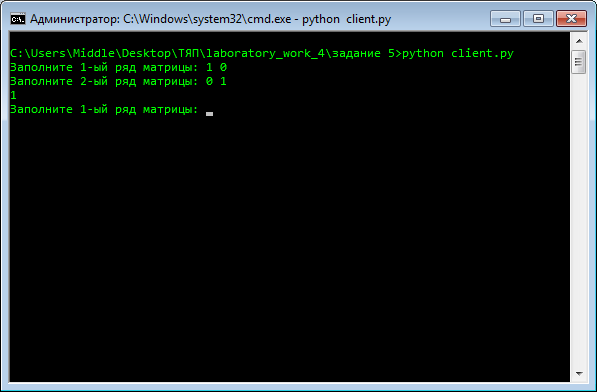 Администратор: C:\Windows\system32\cmd.exe - python  client.py
C:\Users\Middle\Desktop\ТЯП\laboratory_work_4\задание 5>python client.py
Заполните 1-ый ряд матрицы: 1 0
Заполните 2-ый ряд матрицы: 0 1
1
Заполните 1-ый ряд матрицы: